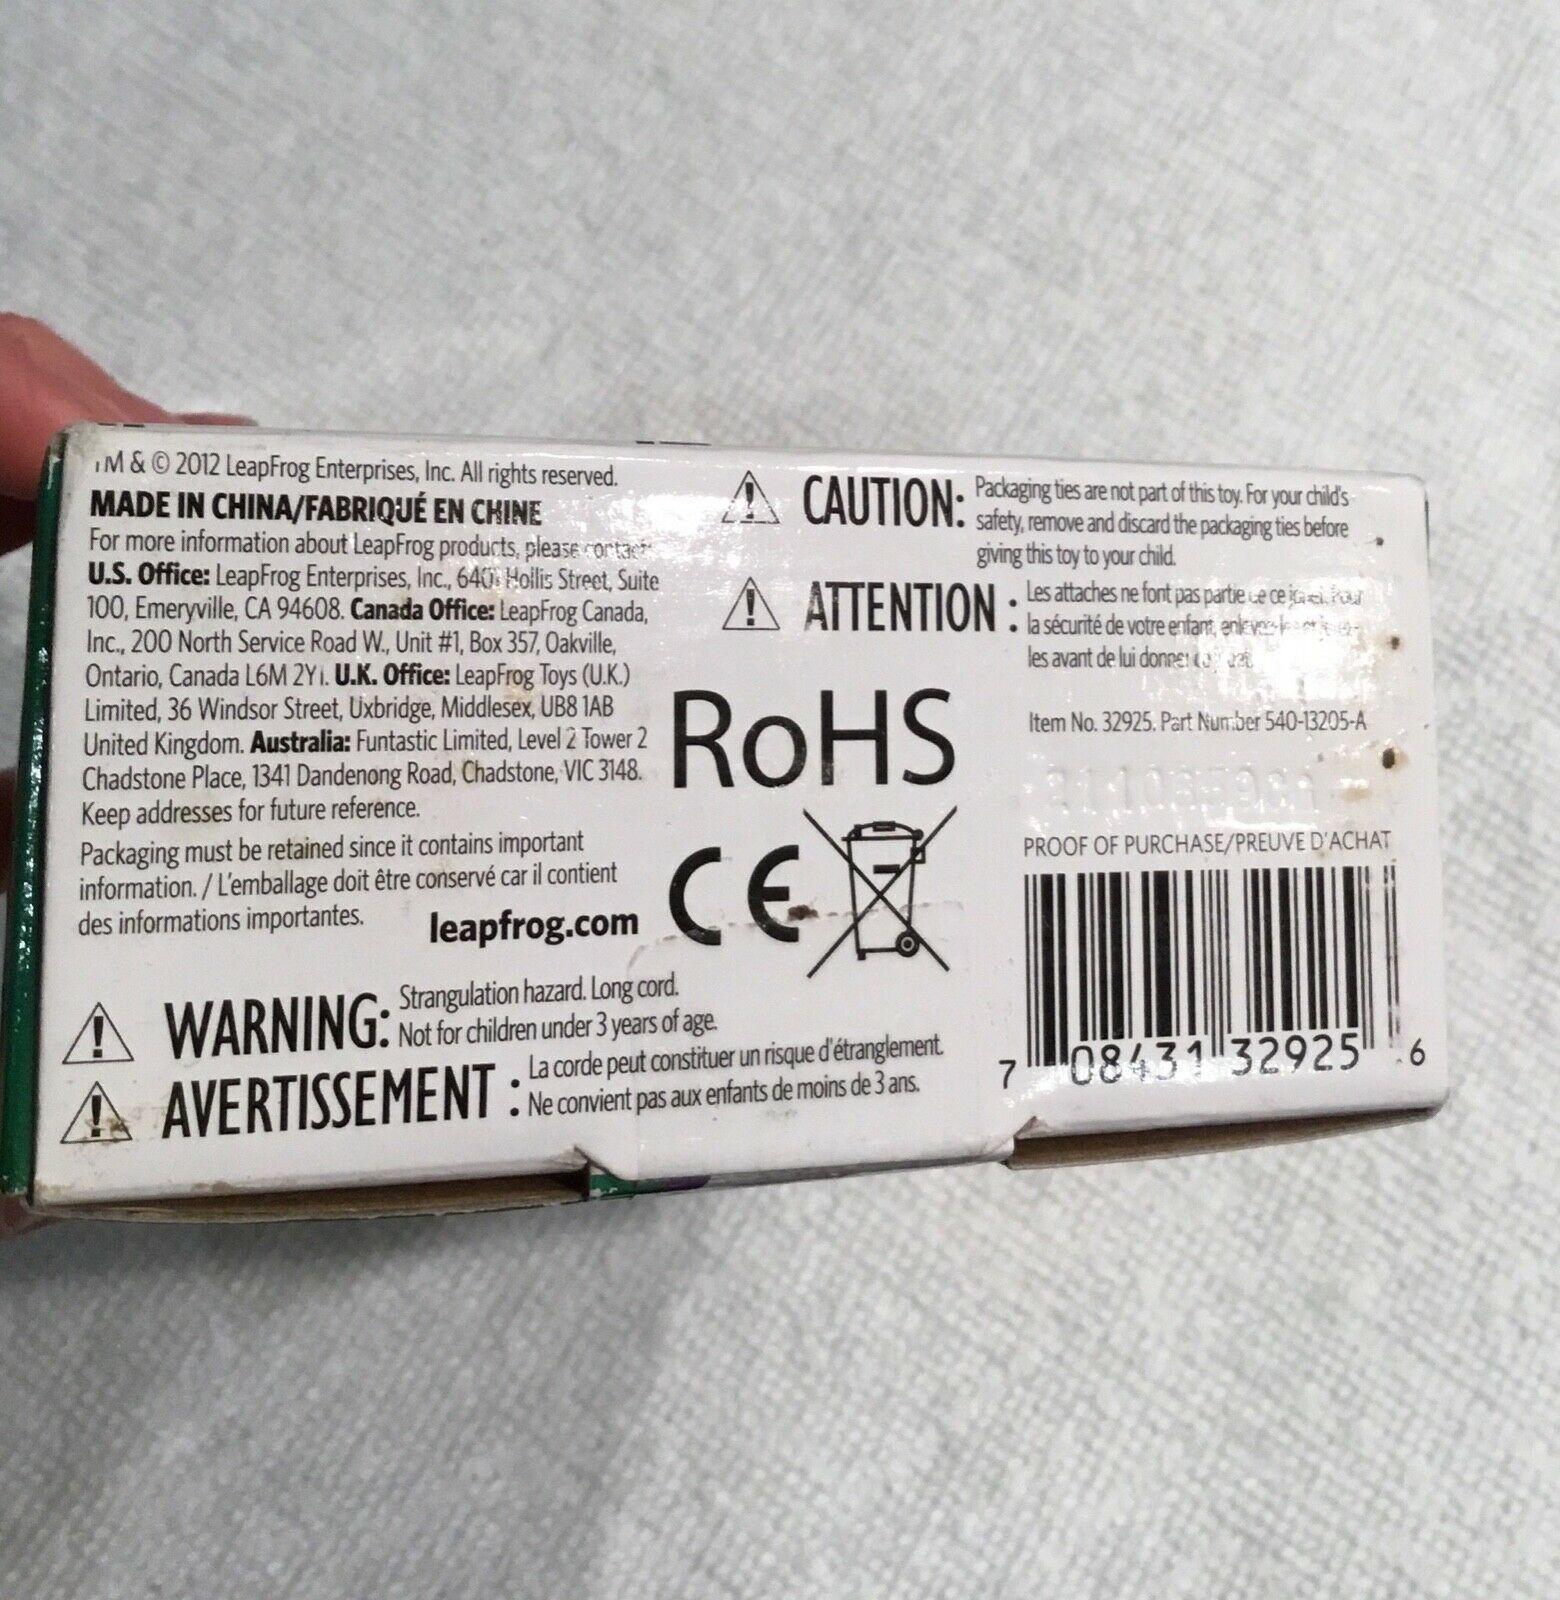 TM & © 2012 LeapFrog Enterprises, Inc. All rights reserved.
MADE IN CHINA/FABRIQUÉ EN CHINE
For more information about LeapFrog products, please contact:
U.S. Office: LeapFrog Enterprises, Inc., Hollis Street, Suite
100, Emeryville, CA 94608. Canada Office: LeapFrog Canada,
Inc., 200 North Service Road W., Unit #1, Box 357, Oakville,
Ontario, Canada L6M 2Y1. U.K. Office: LeapFrog Toys (U.K.)
Limited, 36 Windsor Street, Uxbridge, Middlesex, UB8 1AB
United Kingdom. Australia: Funtastic Limited, Level 2 Tower 2
Chadstone Place, 1341 Dandenong Road, Chadstone, VIC 3148.
Keep addresses for future reference.
Packaging must be retained since it contains important
information. / L'emballage doit être conservé car il contient
des informations importantes.
leapfrog.com
WARNING: Strangulation hazard. Long cord.
Not for children under 3 years of age.
AVERTISSEMENT : La corde peut constituer un risque d'étranglement.
Ne convient pas aux enfants de moins de 3 ans.
CAUTION: Packaging ties are not part of this toy. For your child's
safety, remove and discard the packaging ties before
giving this toy to your child.
ATTENTION : Les attaches ne font pas partie de ce jouet. Pour
la sécurité de votre enfant,
les avant de lui donner
RoHS
CE
Item No. 32925. Part Number 540-13205-A
PROOF OF PURCHASE/PREUVE D'ACHAT
7 08431 32925 6